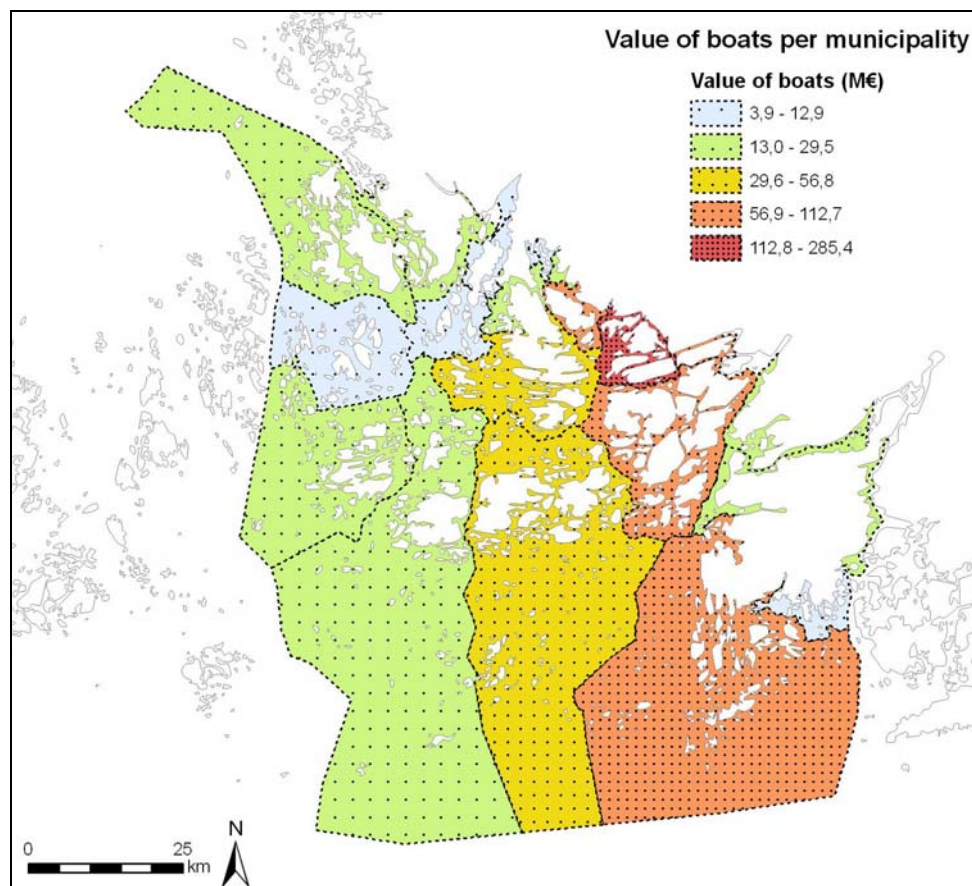 Value of boats per municipality
Value of boats (M€)
3,9 - 12,9
13,0 - 29,5
29,6 - 56,8
56,9 - 112,7
112,8 - 285,4
0 25
km
N